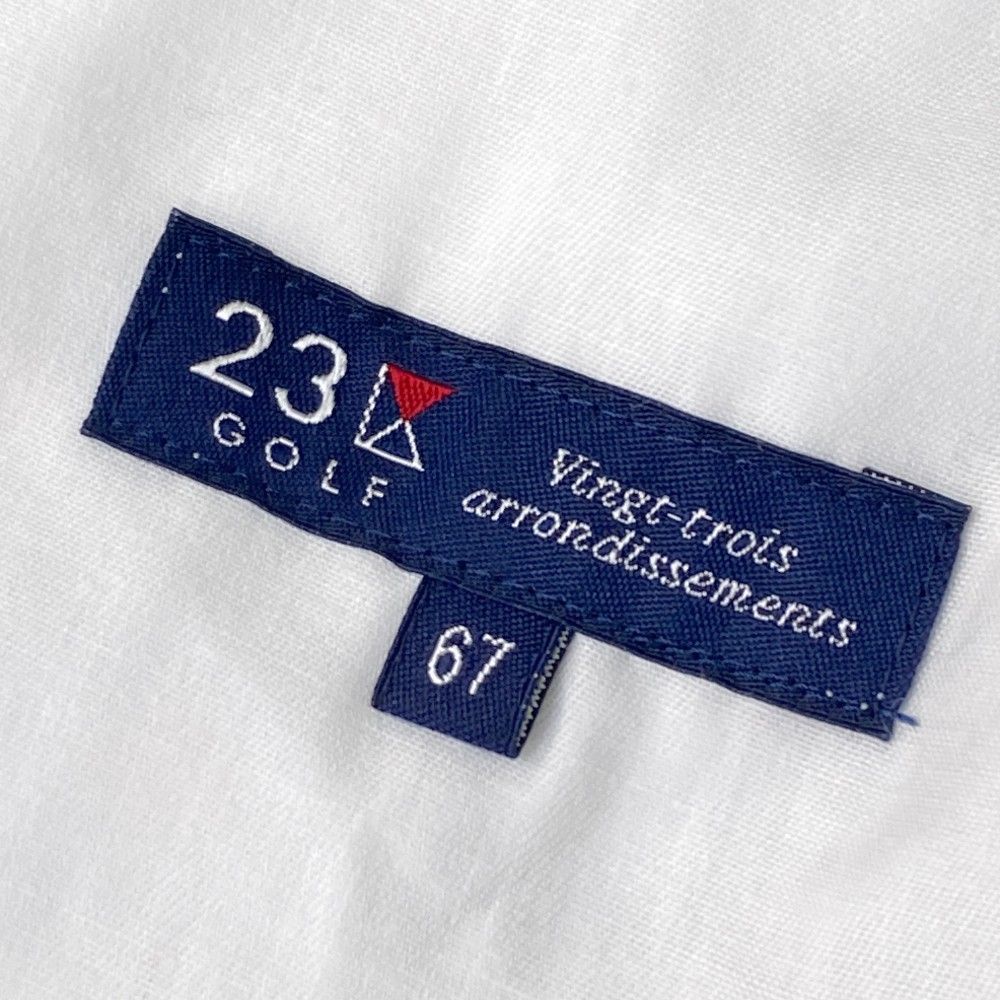 23
GOLF
Vingt-trois
arrondissements
67